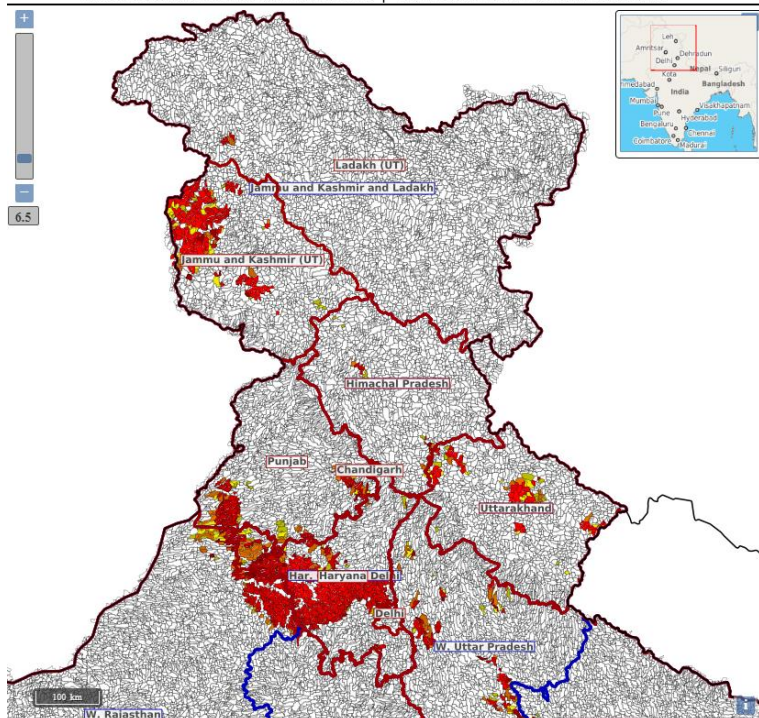 +
−
6.5
Ladakh (UT)
Jammu and Kashmir and Ladakh
Jammu and Kashmir (UT)
Himachal Pradesh
Punjab
Chandigarh
Uttarakhand
Har. Haryana Delhi
Delhi
W. Uttar Pradesh
W. Rajasthan
100 km
Leh
Amritsar
Dehradun
Delhi
Nepal
Siliguri
Kota
Bangladesh
India
Mumbai
Visakhapatnam
Pune
Hyderabad
Bengaluru
Chennai
Coimbatore
Madurai